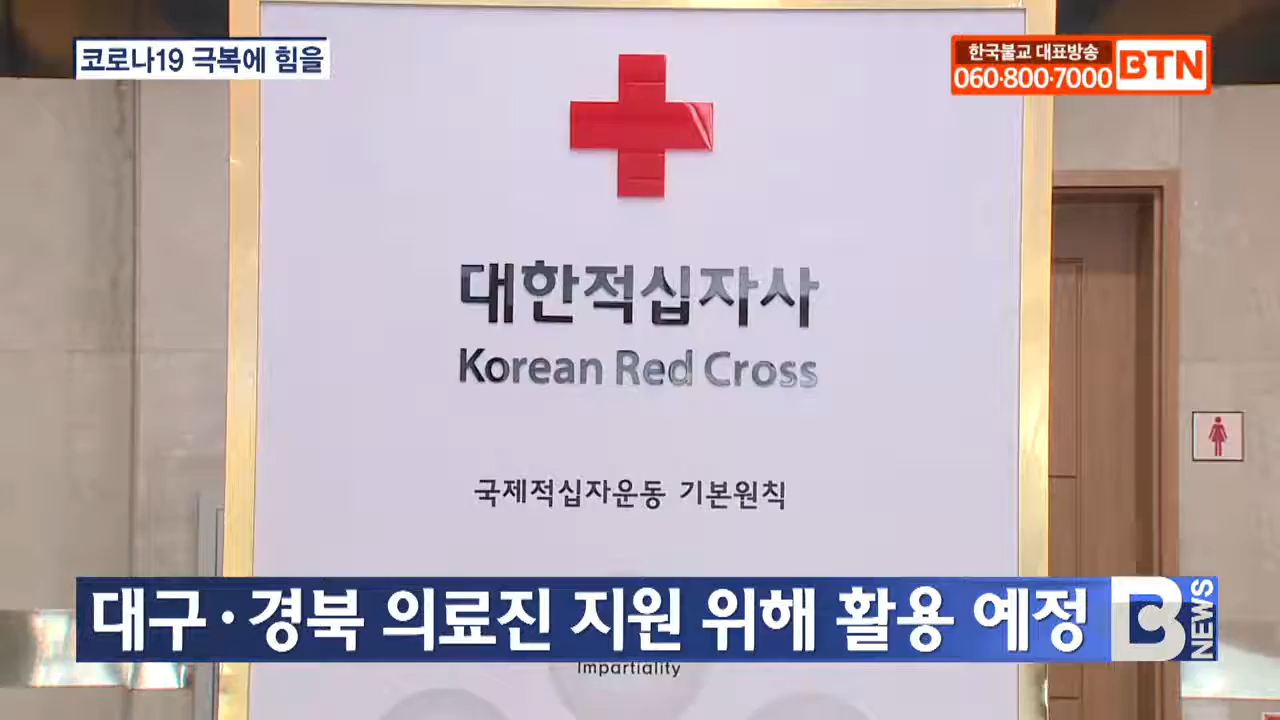 코로나19 극복에 힘을
한국불교 대표방송
060·800·7000
BTN
대한적십자사
Korean Red Cross
국제적십자운동 기본원칙
대구·경북 의료진 지원 위해 활용 예정
B NEWS
Impartiality